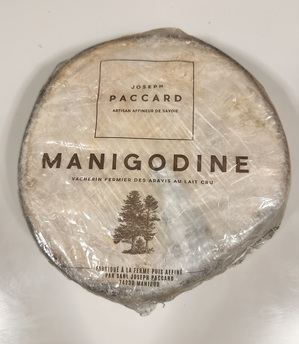 JOSEPH
PACCARD
ARTISAN AFFINEUR DE SAVOIE
MANIGODINE
VACHERIN FERMIER DES ARAVIS AU LAIT CRU
FABRIQUÉ À LA FERME PUIS AFFINÉ
PAR SARL JOSEPH PACCARD
74230 MANIGOD